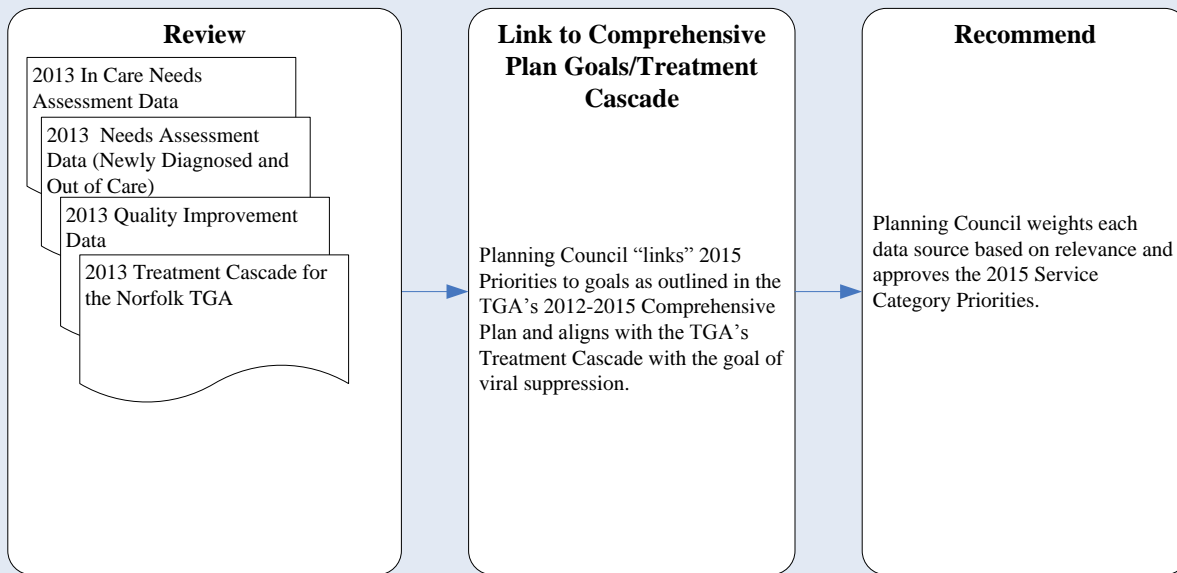 Review
2013 In Care Needs
Assessment Data
2013 Needs Assessment
Data (Newly Diagnosed and
Out of Care)
2013 Quality Improvement
Data
2013 Treatment Cascade for
the Norfolk TGA
Link to Comprehensive
Plan Goals/Treatment
Cascade
Planning Council “links” 2015
Priorities to goals as outlined in the
TGA’s 2012-2015 Comprehensive
Plan and aligns with the TGA’s
Treatment Cascade with the goal of
viral suppression.
Recommend
Planning Council weights each
data source based on relevance and
approves the 2015 Service
Category Priorities.